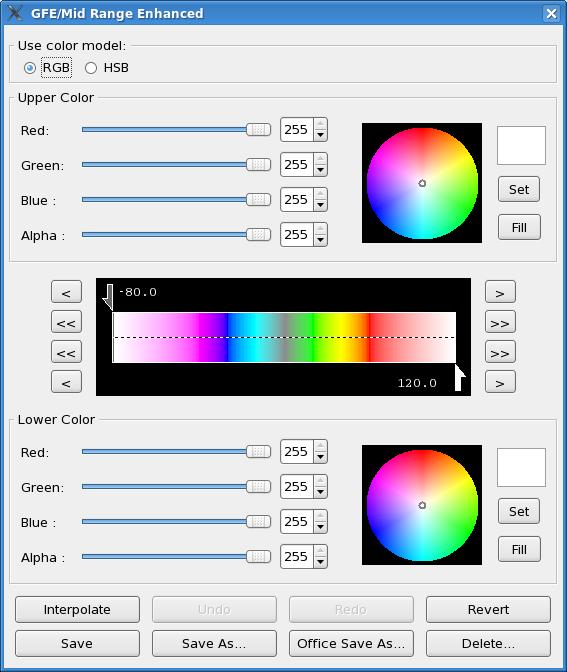 GFE/Mid Range Enhanced
Use color model:
RGB HSB
Upper Color
Red: 255
Green: 255
Blue : 255
Set
Alpha : 255
Fill
-80.0
< >
<< >>
<< >>
< >
120.0
Lower Color
Red: 255
Green: 255
Blue : 255
Set
Alpha : 255
Fill
Interpolate Undo Redo Revert
Save Save As... Office Save As... Delete...